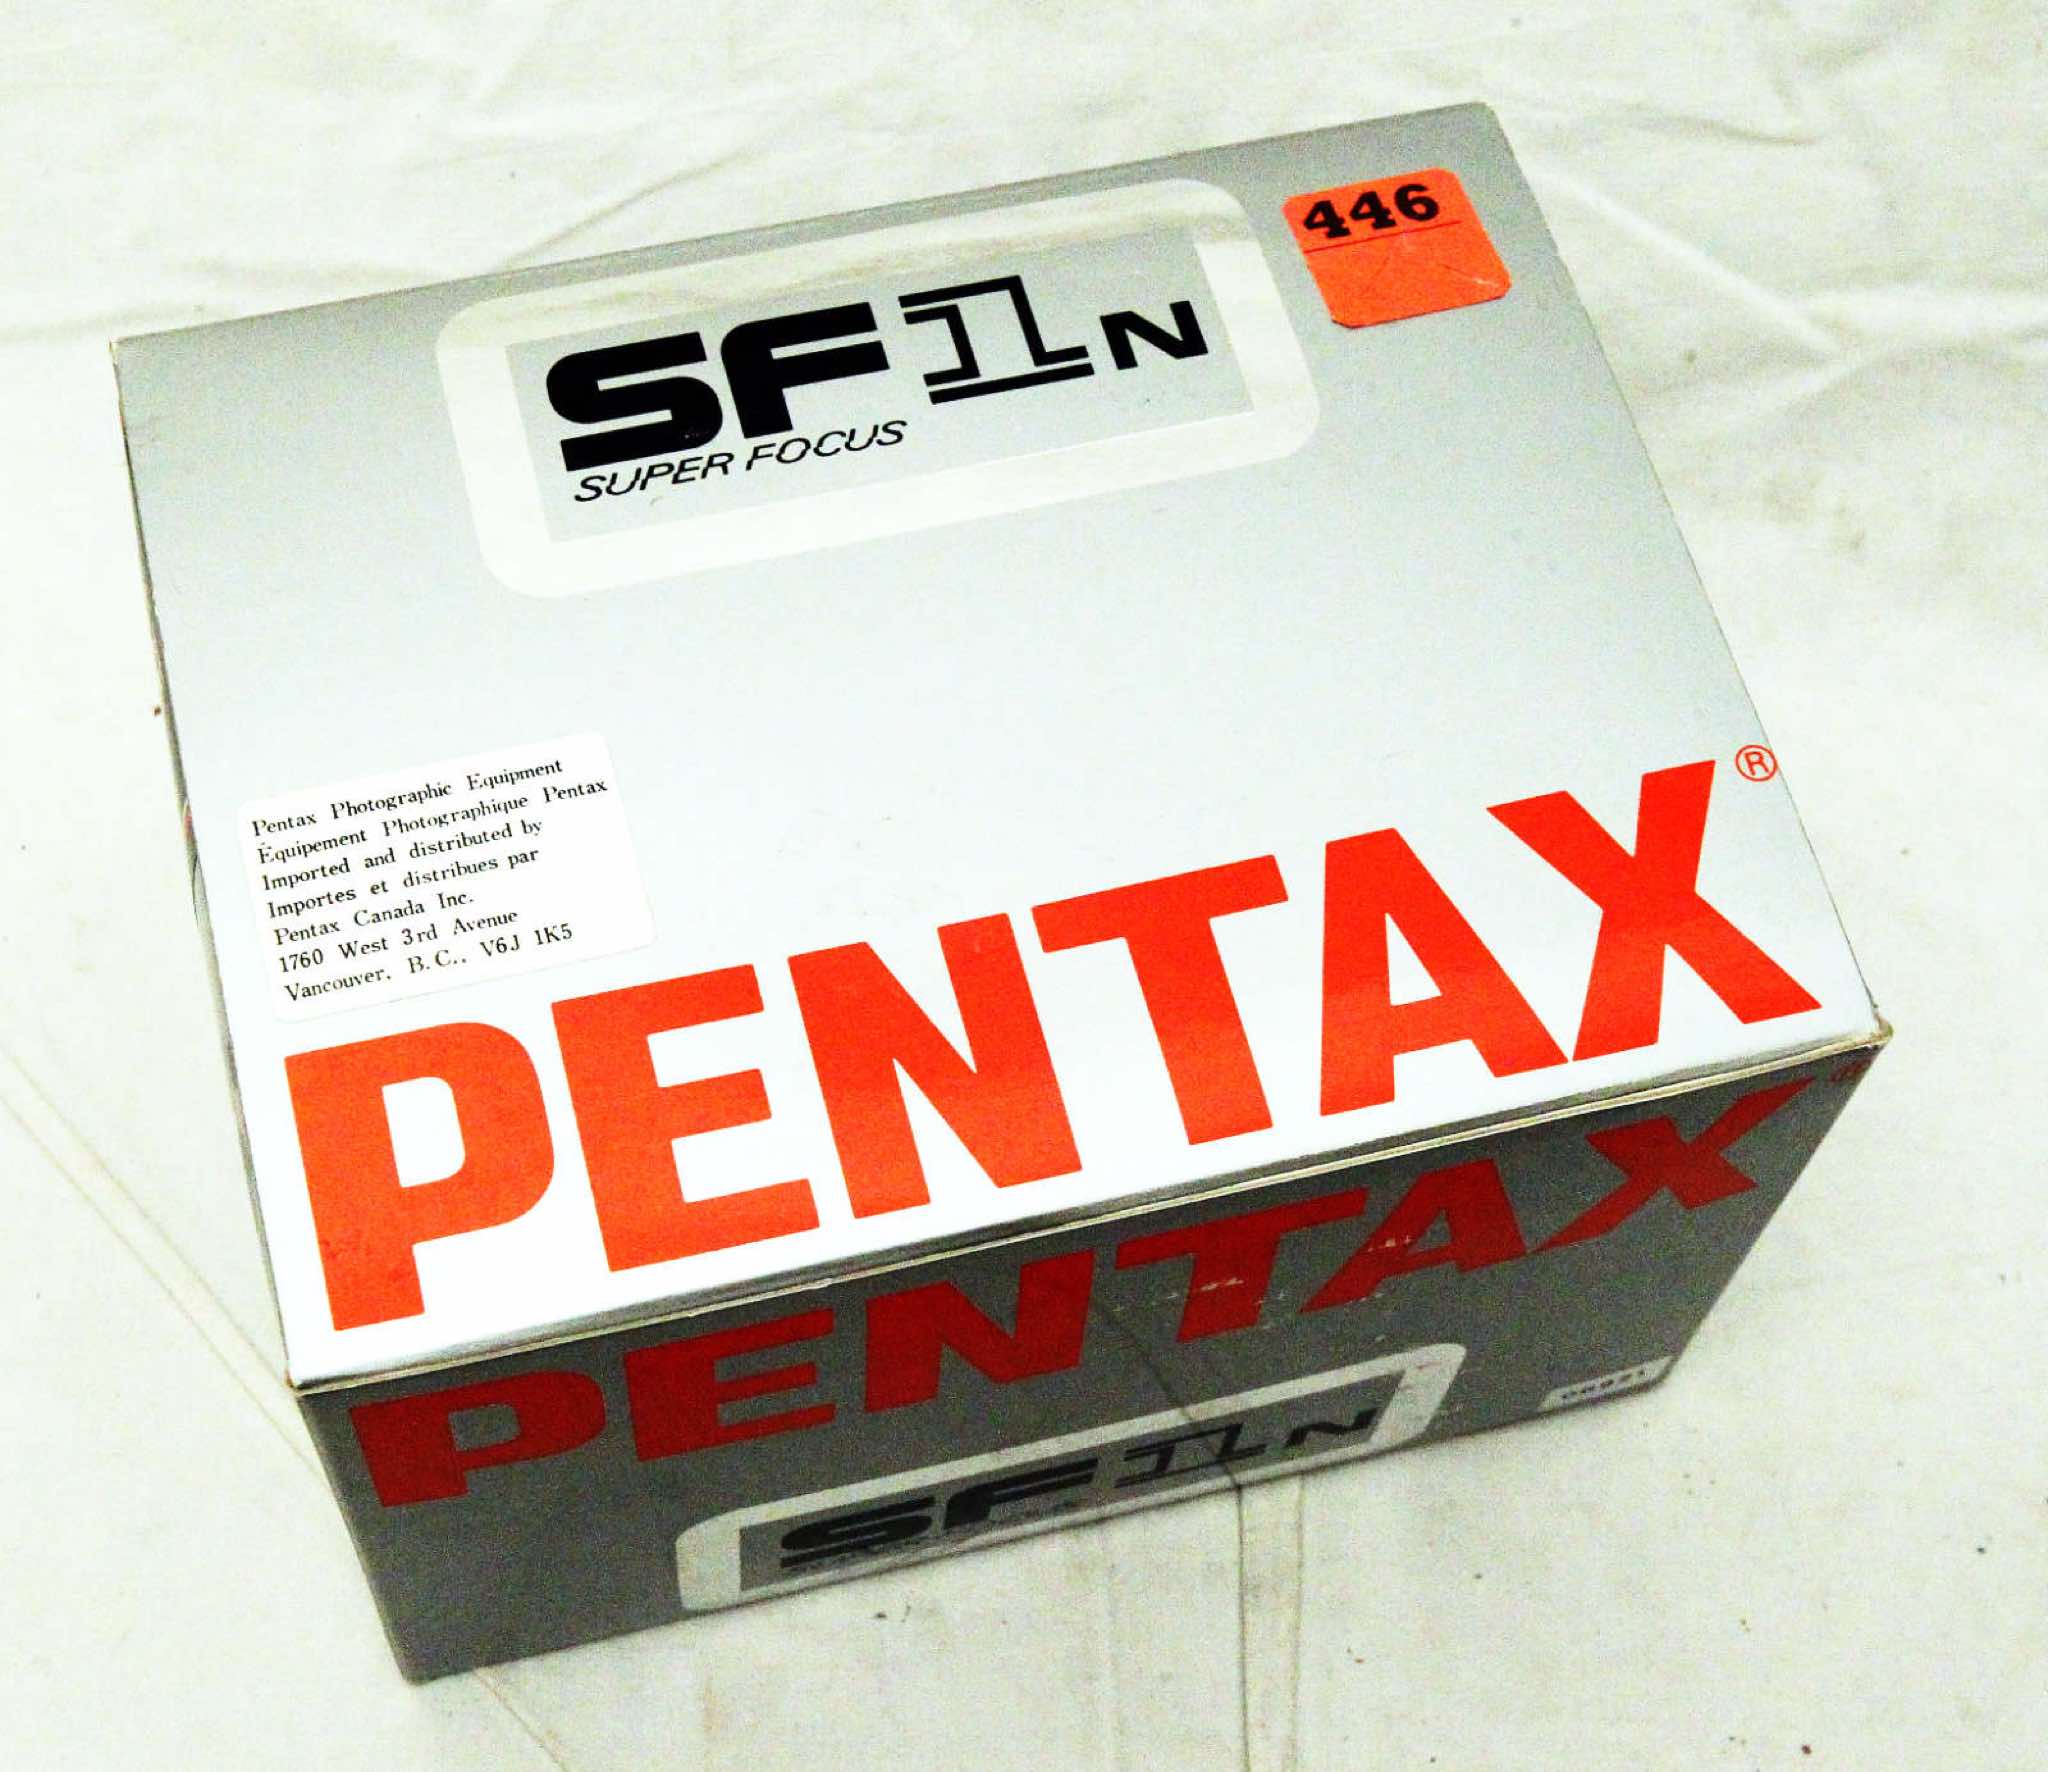 446
SF1N
SUPER FOCUS
Pentax Photographic Equipment
Équipement Photographique Pentax
Imported and distributed by
Importes et distribues par
Pentax Canada Inc.
1760 West 3rd Avenue
Vancouver, B.C., V6J 1K5
PENTAX®
PENTAX®
SF1N